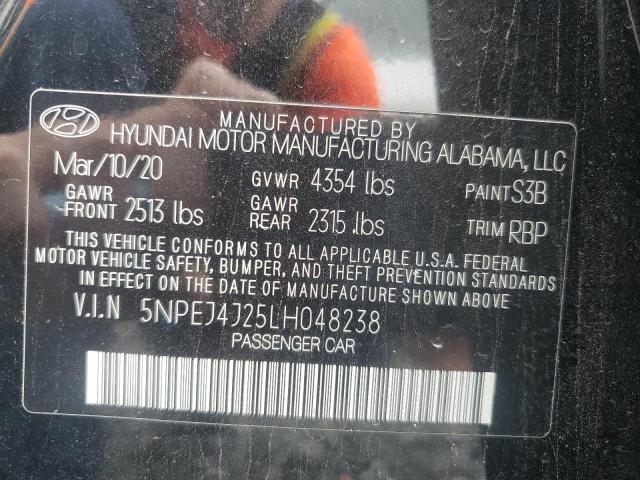 MANUFACTURED BY
HYUNDAI MOTOR MANUFACTURING ALABAMA, LLC
Mar/10/20 GVWR 4354 lbs PAINT S3B
GAWR FRONT 2513 lbs GAWR REAR 2315 lbs TRIM RBP
THIS VEHICLE CONFORMS TO ALL APPLICABLE U.S.A. FEDERAL
MOTOR VEHICLE SAFETY, BUMPER, AND THEFT PREVENTION STANDARDS
IN EFFECT ON THE DATE OF MANUFACTURE SHOWN ABOVE.
V.I.N 5NPEJ4J25LH048238
PASSENGER CAR